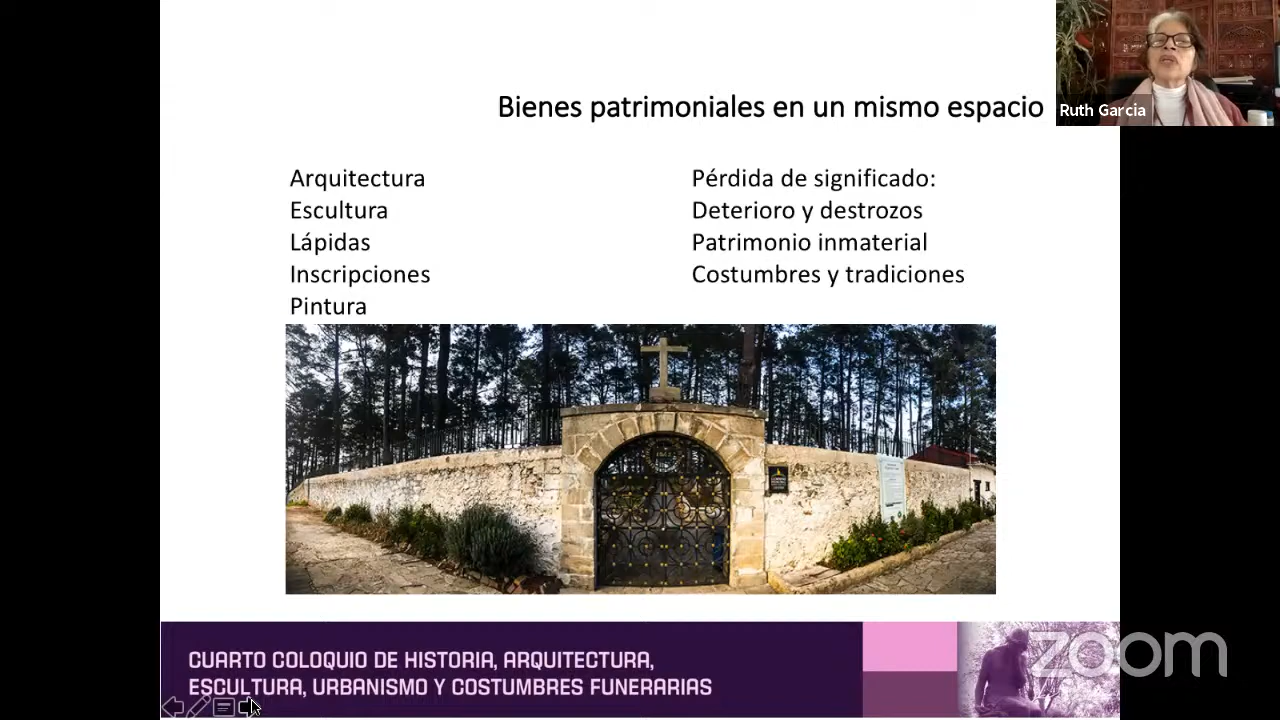 Bienes patrimoniales en un mismo espacio
Ruth Garcia
Arquitectura
Escultura
Lápidas
Inscripciones
Pintura
Pérdida de significado:
Deterioro y destrozos
Patrimonio inmaterial
Costumbres y tradiciones
CUARTO COLOQUIO DE HISTORIA, ARQUITECTURA,
ESCULTURA, URBANISMO Y COSTUMBRES FUNERARIAS
zoom